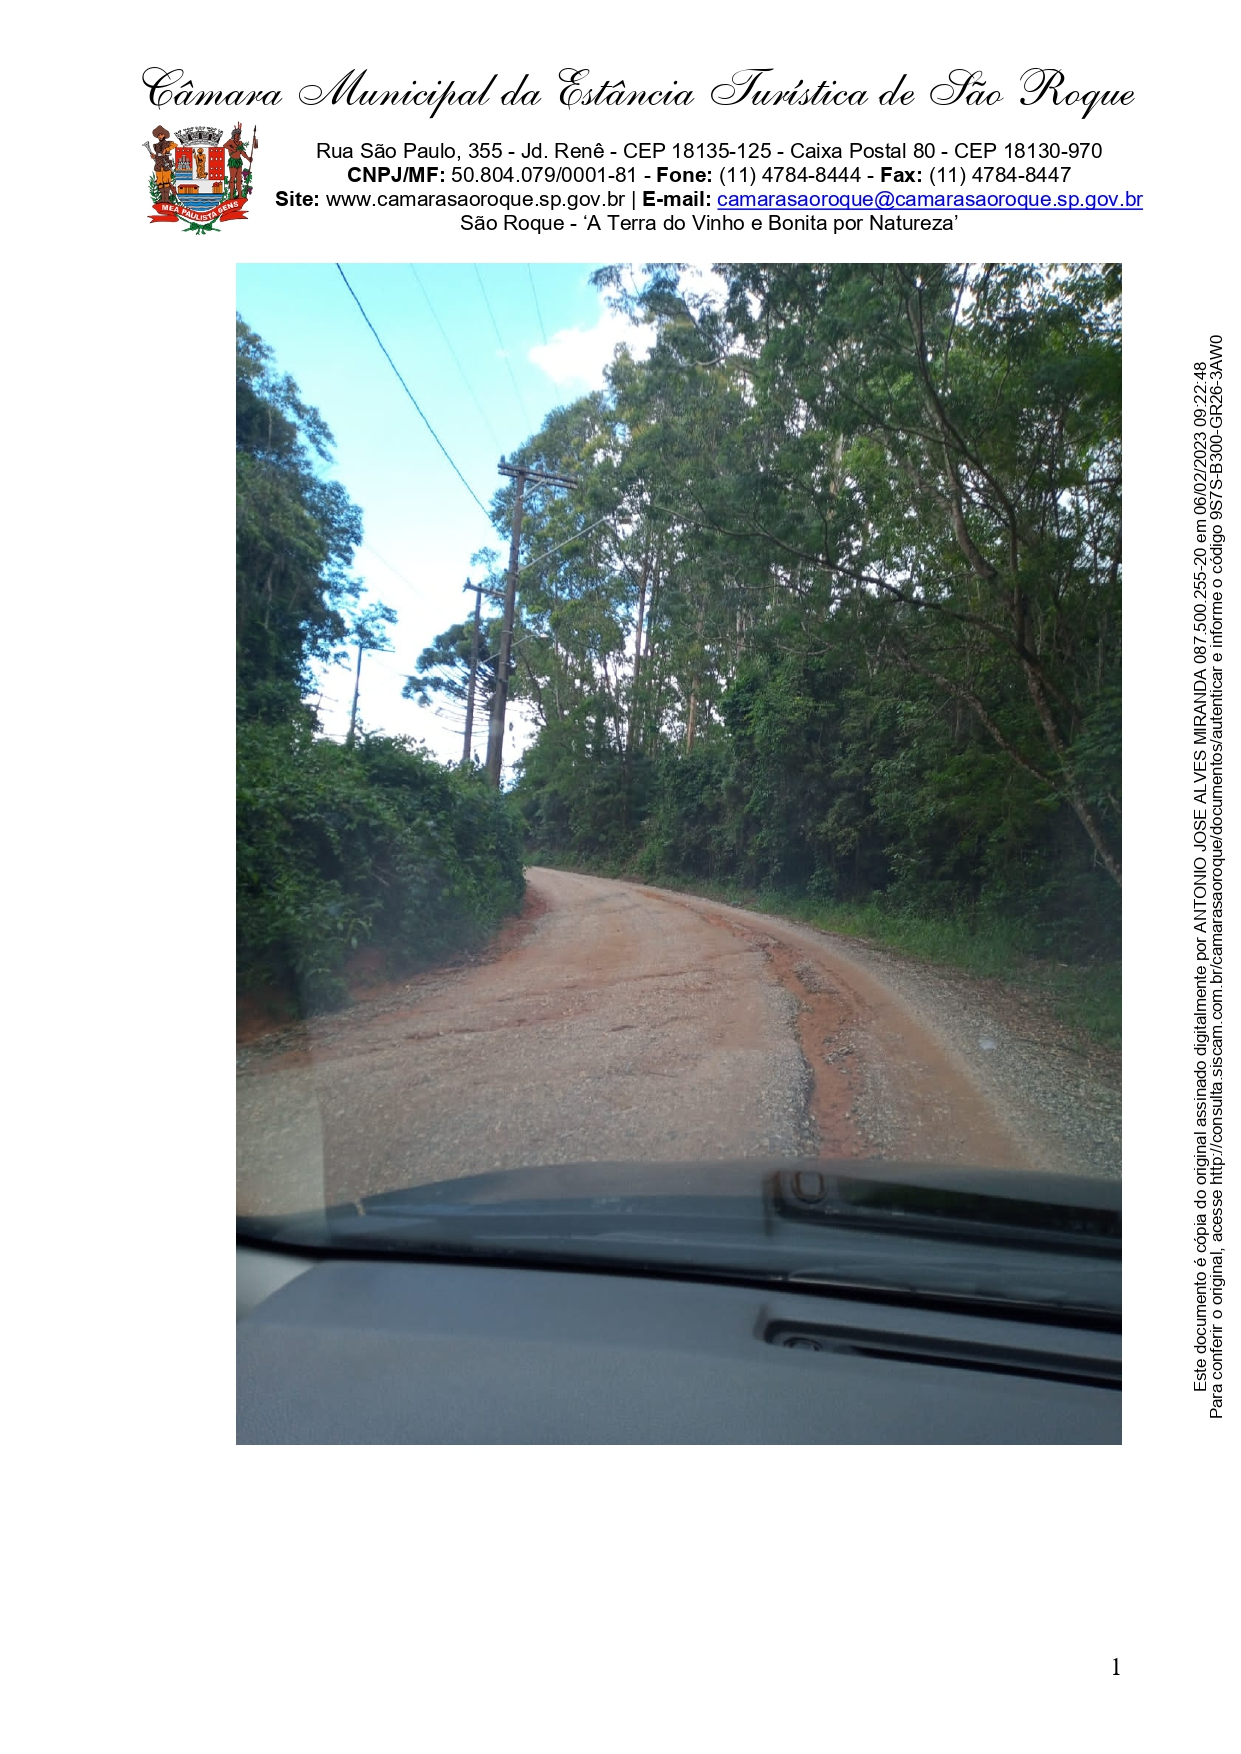 Câmara Municipal da Estância Turística de São Roque
Rua São Paulo, 355 - Jd. Renê - CEP 18135-125 - Caixa Postal 80 - CEP 18130-970
CNPJ/MF: 50.804.079/0001-81 - Fone: (11) 4784-8444 - Fax: (11) 4784-8447
Site: www.camarasaoroque.sp.gov.br | E-mail: camarasaoroque@camarasaoroque.sp.gov.br
São Roque - ‘A Terra do Vinho e Bonita por Natureza’
MEA PAULISTA GENS
Este documento é cópia do original assinado digitalmente por ANTONIO JOSE ALVES MIRANDA 087.500.255-20 em 06/02/2023 09:22:48
Para conferir o original, acesse http://consulta.siscam.com.br/camarasaoroque/documentos/autenticar e informe o código 9S7S-B300-GR26-3AW0
1